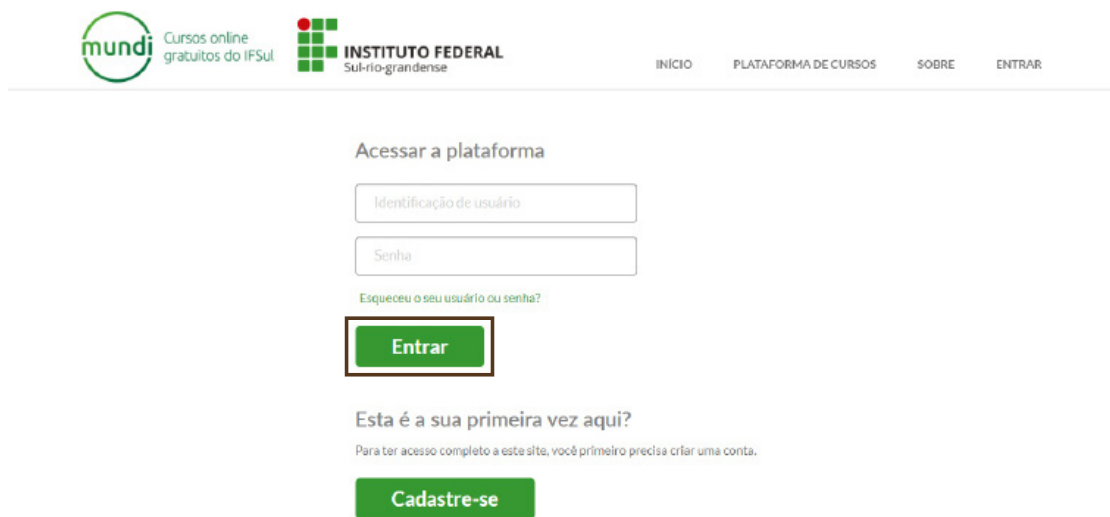 mundi
Cursos online
gratuitos do IFSul
INSTITUTO FEDERAL
Sul-rio-grandense
INÍCIO PLATAFORMA DE CURSOS SOBRE ENTRAR
Acessar a plataforma
Identificação de usuário
Senha
Esqueceu o seu usuário ou senha?
Entrar
Esta é a sua primeira vez aqui?
Para ter acesso completo a este site, você primeiro precisa criar uma conta.
Cadastre-se